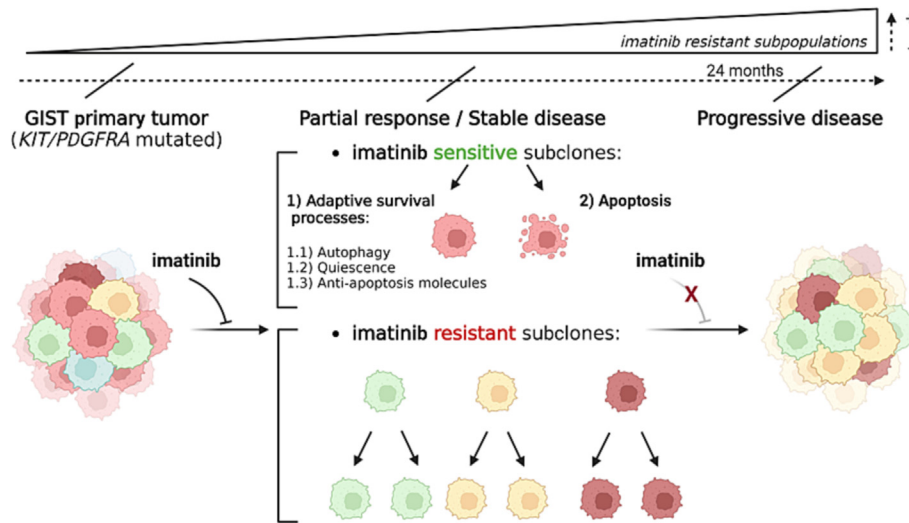 imatinib resistant subpopulations
24 months
GIST primary tumor
(KIT/PDGFRA mutated)
Partial response / Stable disease
Progressive disease
• imatinib sensitive subclones:
1) Adaptive survival
processes:
2) Apoptosis
1.1) Autophagy
1.2) Quiescence
1.3) Anti-apoptosis molecules
imatinib
imatinib
X
• imatinib resistant subclones: